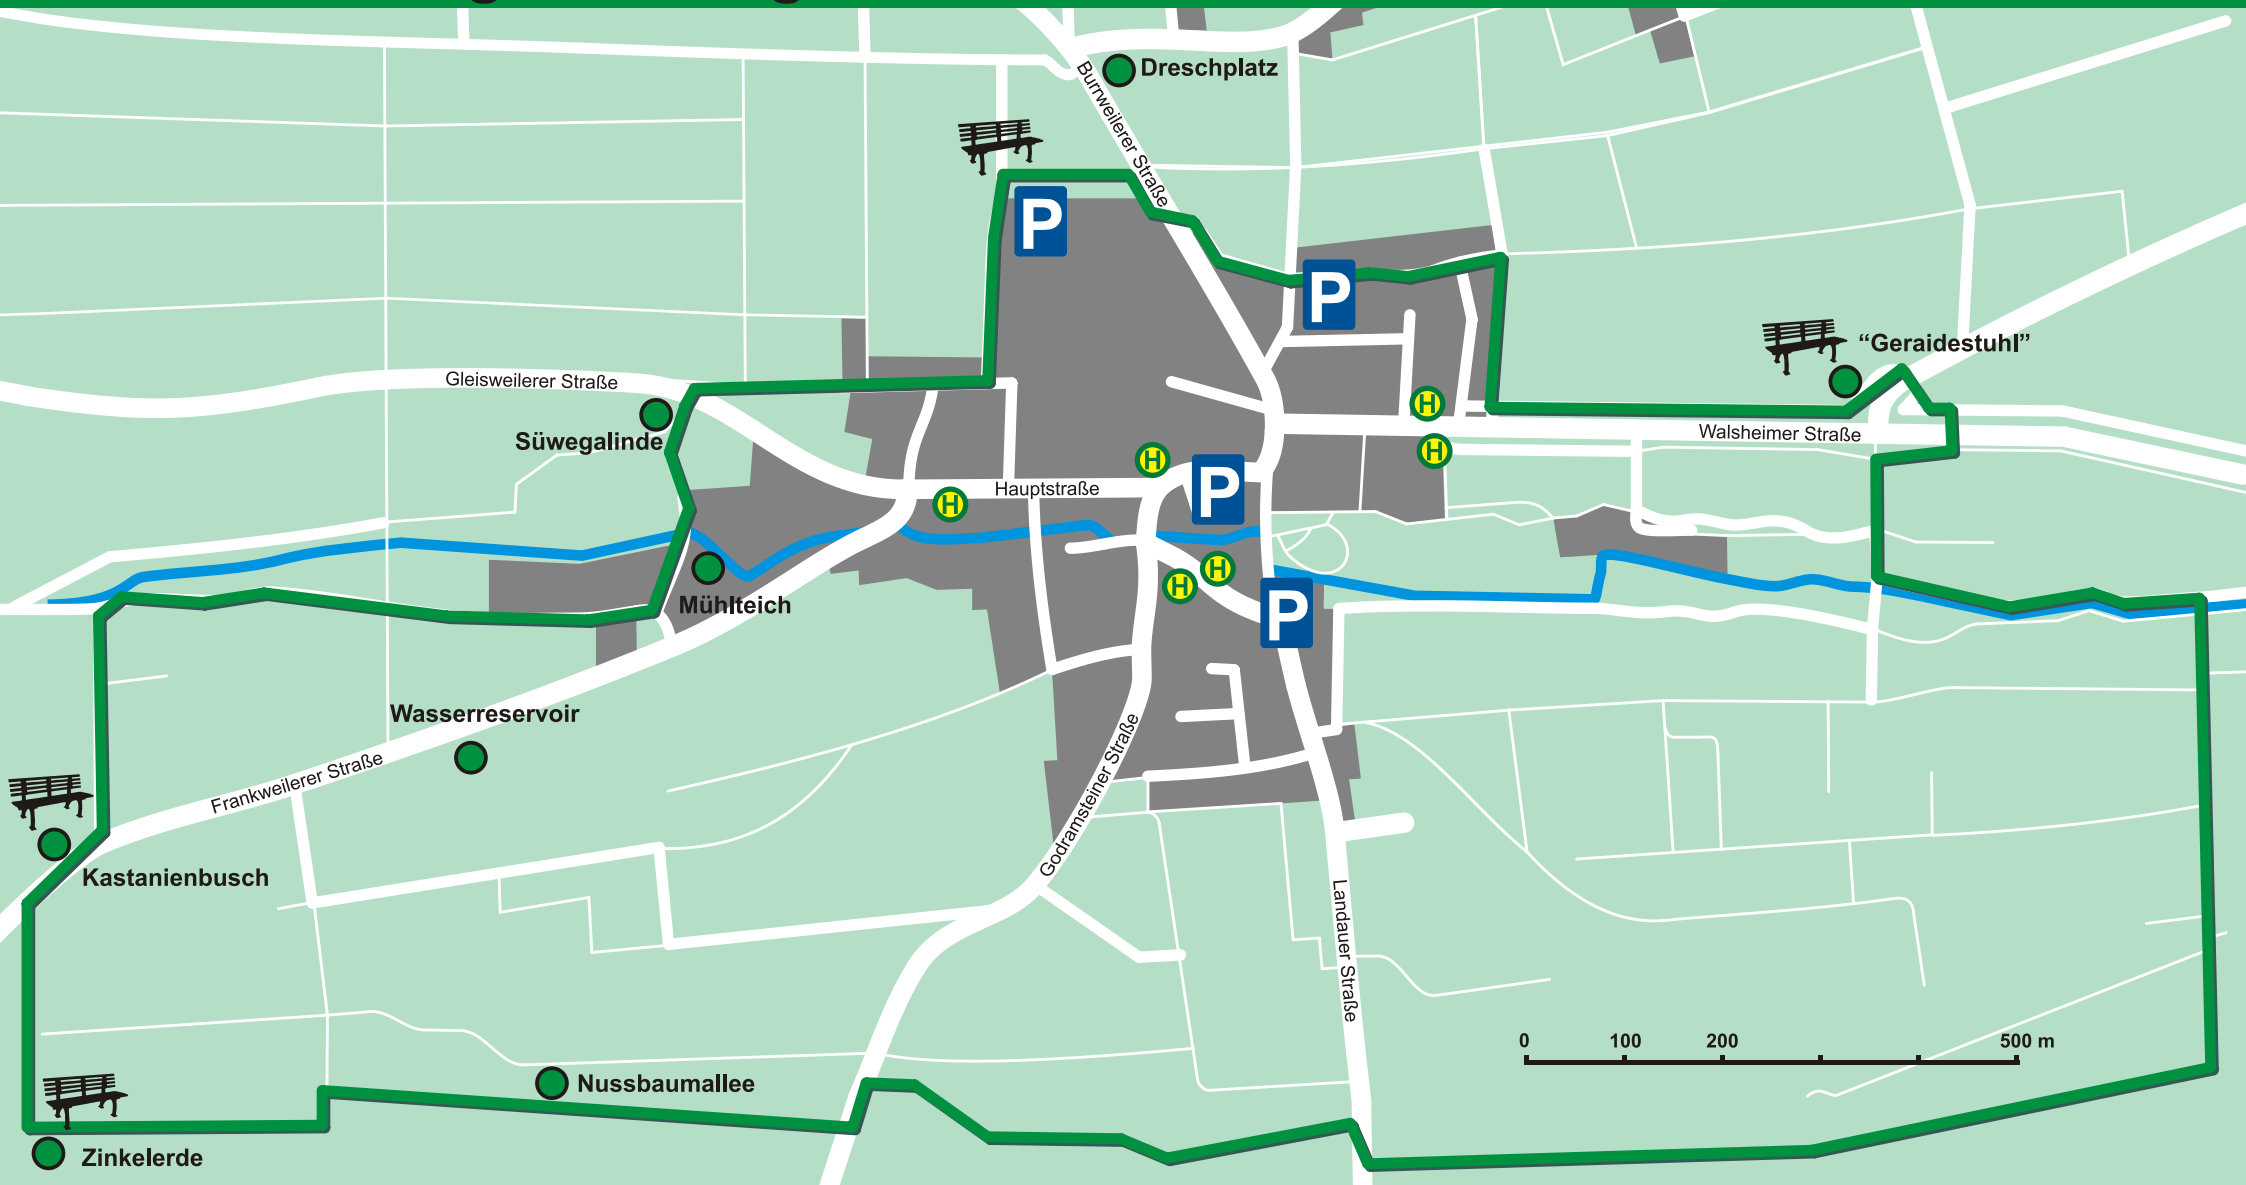 Dreschplatz
Burrweilerer Straße
P
P
"Geraidestuhl"
Gleisweilerer Straße
Süwegalinde
H
H
Walsheimer Straße
H
P
Hauptstraße
H
H
H
Mühlteich
P
Wasserreservoir
Frankweilerer Straße
Godramsteiner Straße
Kastanienbusch
Landauer Straße
0 100 200 500 m
Nussbaumallee
Zinkelerde